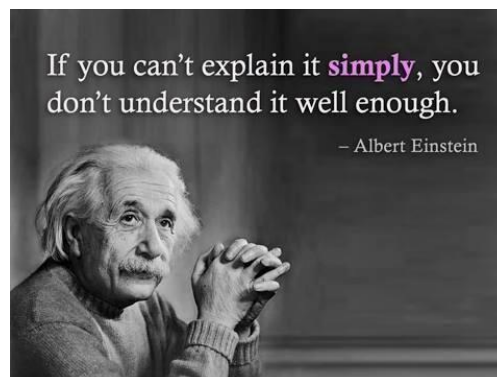 If you can’t explain it simply, you
don’t understand it well enough.
– Albert Einstein